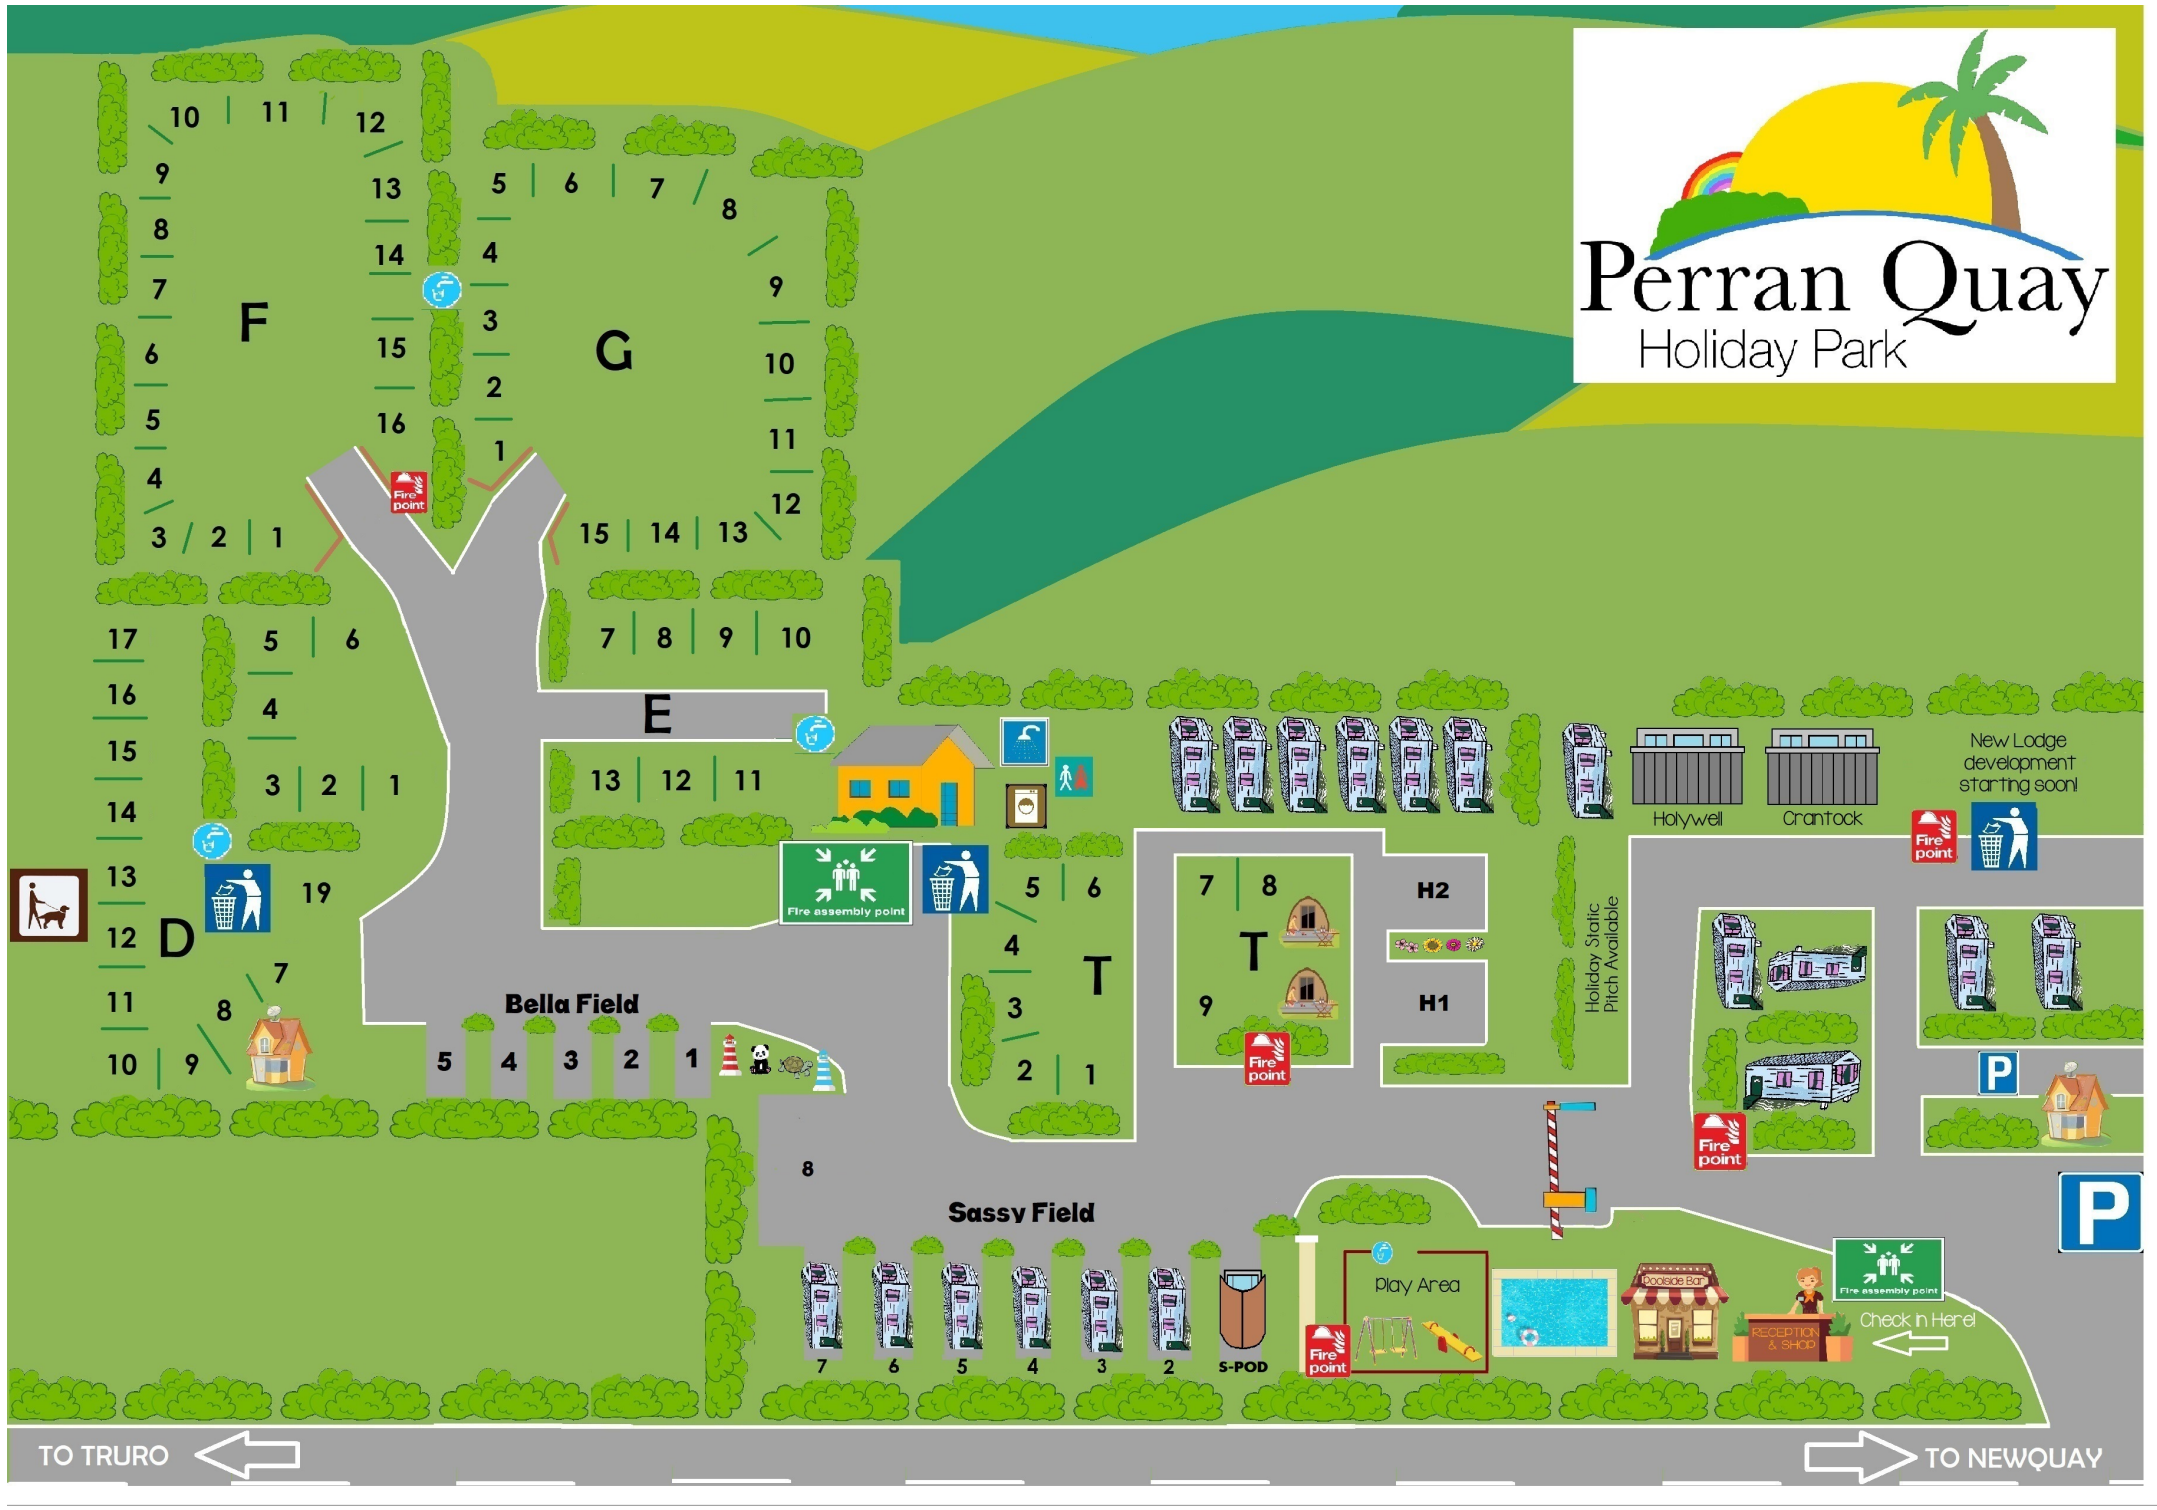 Perran Quay
Holiday Park
10
11
12
9
13
8
14
7
F
15
6
5
16
4
Fire
point
3
2
1
5
6
7
8
4
9
3
G
10
2
11
1
12
15
14
13
17
5
6
16
4
15
3
2
1
14
13
19
12
D
7
11
8
10
9
7
8
9
10
E
13
12
11
Fire assembly point
Bella Field
5
4
3
2
1
5
6
4
T
3
2
1
7
8
T
9
Fire
point
H2
H1
Holiday Static
Pitch Available
Holywell
Crantock
New Lodge
development
starting soon!
Fire
point
Fire
point
P
P
8
Sassy Field
7
6
5
4
3
2
S-POD
Fire
point
Play Area
Poolside Bar
RECEPTION
& SHOP
Fire assembly point
Check in Here!
TO TRURO
TO NEWQUAY